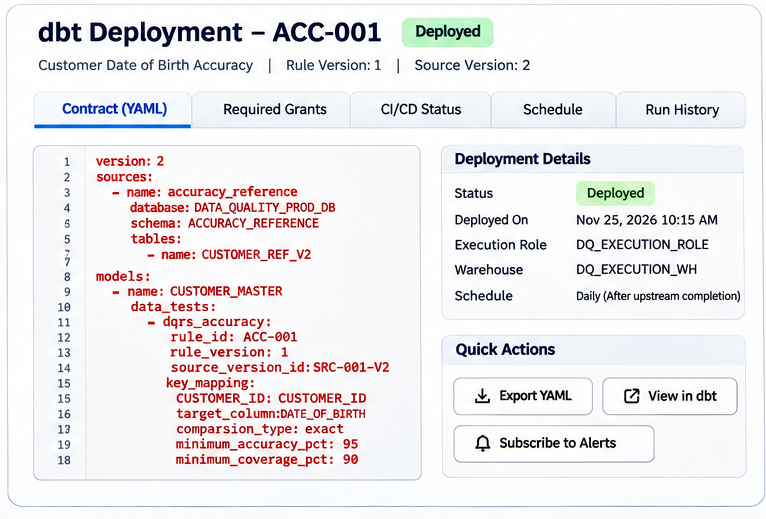 dbt Deployment – ACC-001 Deployed
Customer Date of Birth Accuracy | Rule Version: 1 | Source Version: 2
Contract (YAML) Required Grants CI/CD Status Schedule Run History
1 version: 2
2 sources:
3 - name: accuracy_reference
4 database: DATA_QUALITY_PROD_DB
6 schema: ACCURACY_REFERENCE
5 tables:
7 - name: CUSTOMER_REF_V2
7
8 models:
9 - name: CUSTOMER_MASTER
10 data_tests:
11 - dqrs_accuracy:
12 rule_id: ACC-001
13 rule_version: 1
14 source_version_id:SRC-001-V2
15 key_mapping:
15 CUSTOMER_ID: CUSTOMER_ID
16 target_column:DATE_OF_BIRTH
17 comparsion_type: exact
19 minimum_accuracy_pct: 95
18 minimum_coverage_pct: 90
Deployment Details
Status Deployed
Deployed On Nov 25, 2026 10:15 AM
Execution Role DQ_EXECUTION_ROLE
Warehouse DQ_EXECUTION_WH
Schedule Daily (After upstream completion)
Quick Actions
Export YAML View in dbt
Subscribe to Alerts